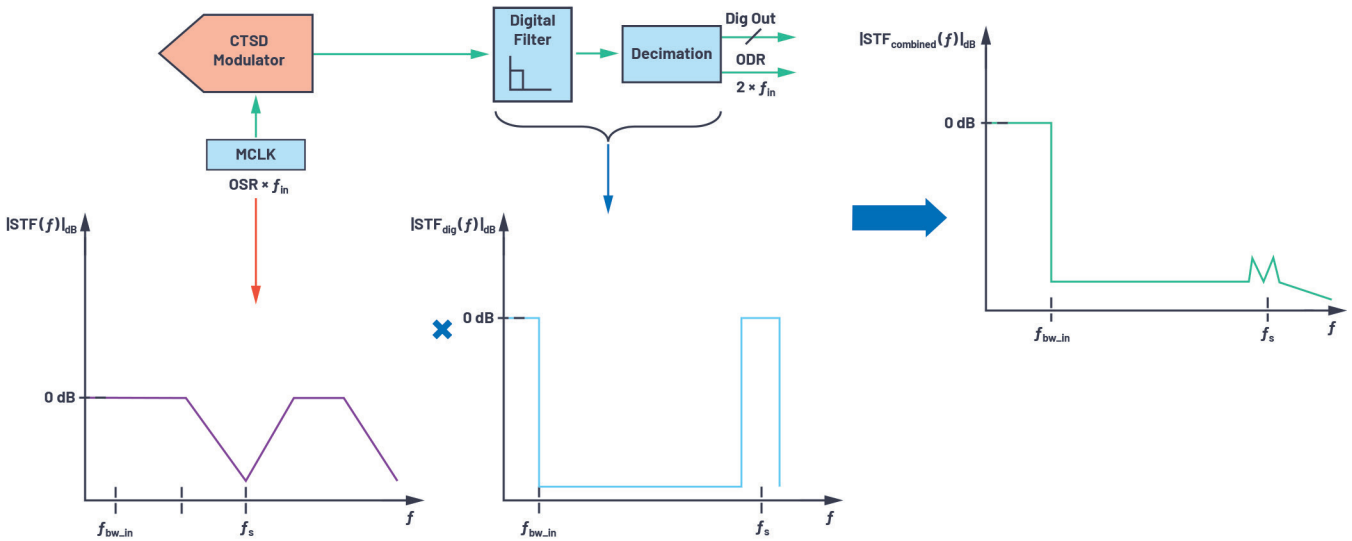 CTSD
Modulator
MCLK
OSR × fin
Digital
Filter
Decimation
Dig Out
ODR
2 × fin
|STF(f)|dB
0 dB
fbw_in
fs
f
|STFdig(f)|dB
0 dB
fbw_in
fs
f
|STFcombined(f)|dB
0 dB
fbw_in
fs
f